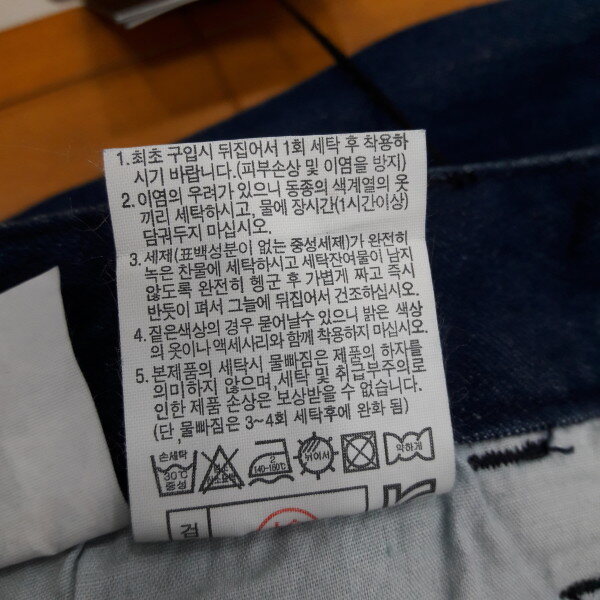 1. 최초 구입시 뒤집어서 1회 세탁 후 착용하
시기 바랍니다.(피부손상 및 이염을 방지)
2. 이염의 우려가 있으니 동종의 색계열의 옷
끼리 세탁하시고, 물에 장시간(1시간이상)
담궈두지 마십시오.
3. 세제(표백성분이 없는 중성세제)가 완전히
녹은 찬물에 세탁하시고 세탁잔여물이 남지
않도록 완전히 헹군 후 가볍게 짜고 즉시
반듯이 펴서 그늘에 뒤집어서 건조하십시오.
4. 짙은색상의 경우 묻어날수 있으니 밝은 색상
의 옷이나 액세사리와 함께 착용하지 마십시오.
5. 본제품의 세탁시 물빠짐은 제품의 하자를
의미하지 않으며,세탁 및 취급부주의로
인한 제품 손상은 보상받을 수 없습니다.
(단,물빠짐은 3~4회 세탁후에 완화 됨)
손세탁 30℃ 중성 2 140~160℃ 뉘어서 약하게
검